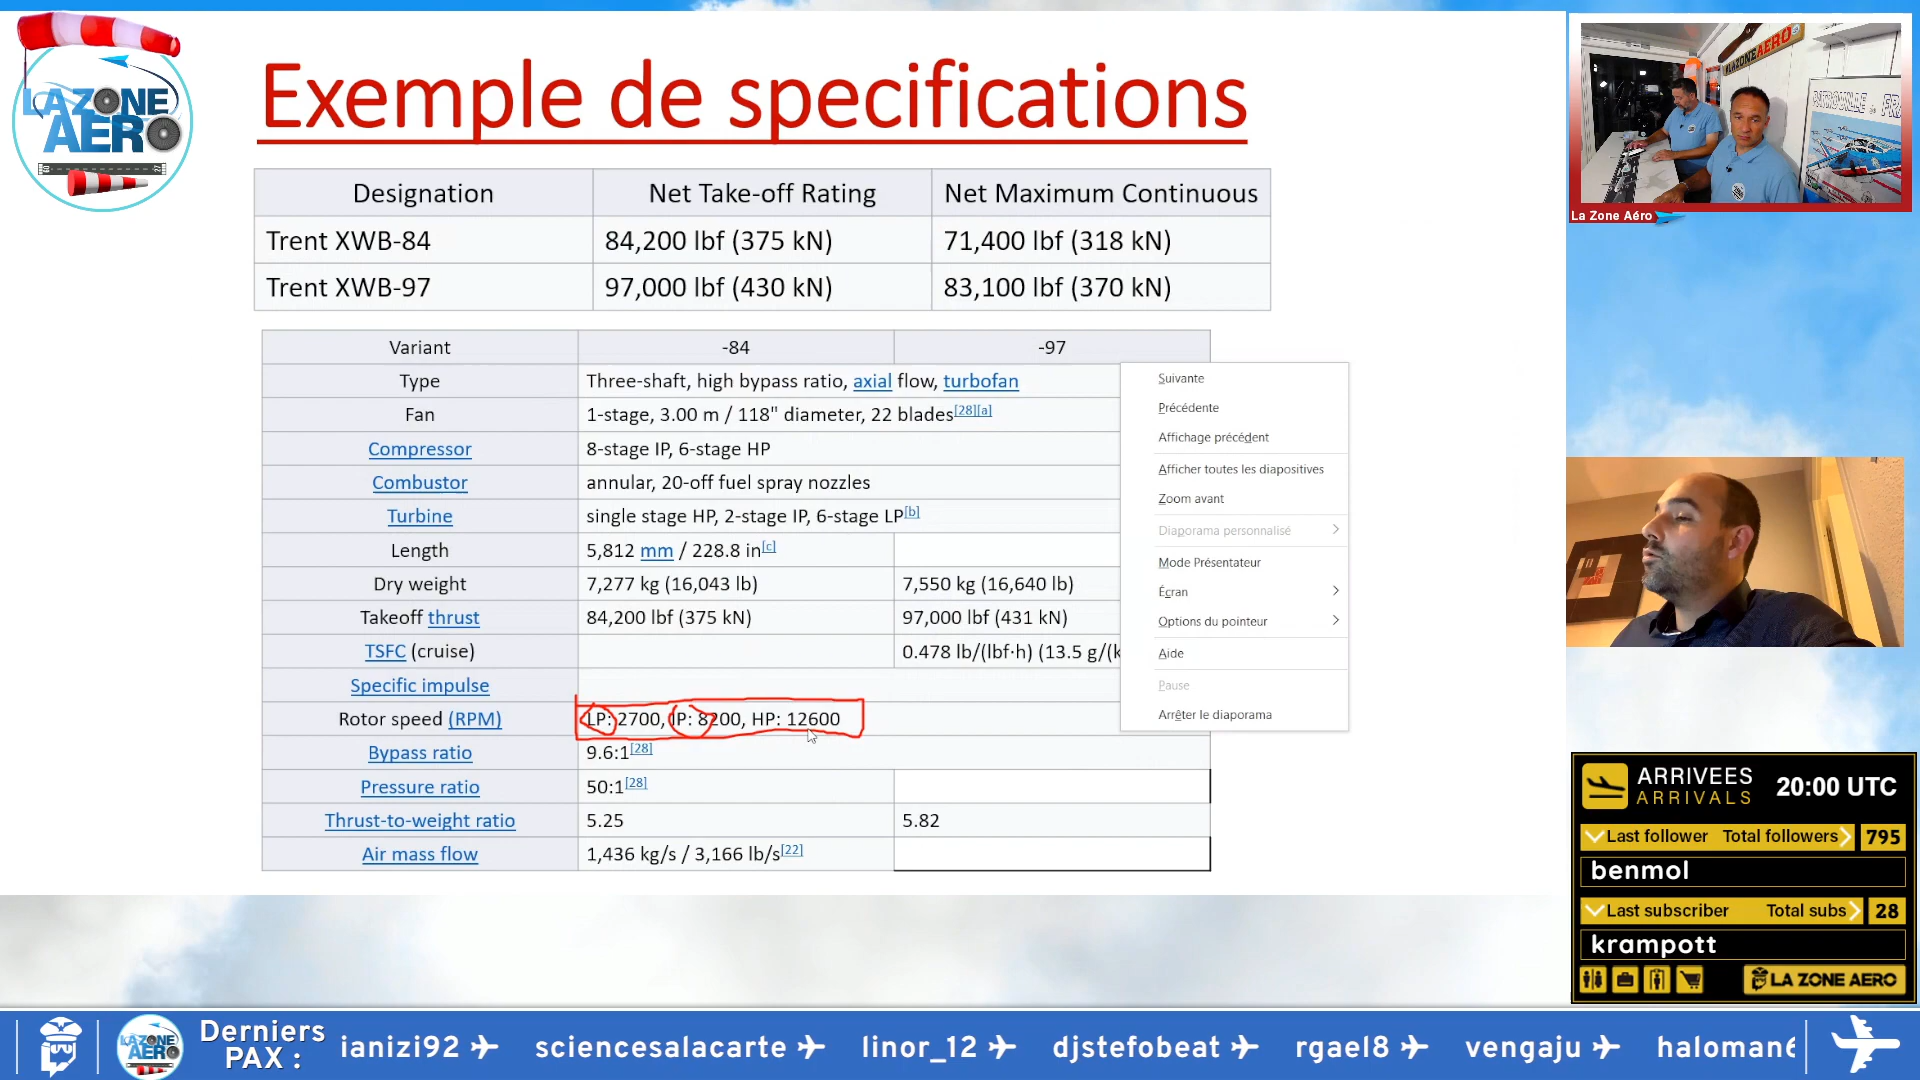 LAZONE
AERO
Exemple de specifications
Designation Net Take-off Rating Net Maximum Continuous
Trent XWB-84 84,200 lbf (375 kN) 71,400 lbf (318 kN)
Trent XWB-97 97,000 lbf (430 kN) 83,100 lbf (370 kN)
Variant -84 -97
Type Three-shaft, high bypass ratio, axial flow, turbofan
Fan 1-stage, 3.00 m / 118" diameter, 22 blades[28][a]
Compressor 8-stage IP, 6-stage HP
Combustor annular, 20-off fuel spray nozzles
Turbine single stage HP, 2-stage IP, 6-stage LP[b]
Length 5,812 mm / 228.8 in[c]
Dry weight 7,277 kg (16,043 lb) 7,550 kg (16,640 lb)
Takeoff thrust 84,200 lbf (375 kN) 97,000 lbf (431 kN)
TSFC (cruise) 0.478 lb/(lbf·h) (13.5 g/(k
Specific impulse
Rotor speed (RPM) LP: 2700, IP: 8200, HP: 12600
Bypass ratio 9.6:1[28]
Pressure ratio 50:1[28]
Thrust-to-weight ratio 5.25 5.82
Air mass flow 1,436 kg/s / 3,166 lb/s[22]
Suivante
Précédente
Affichage précédent
Afficher toutes les diapositives
Zoom avant
Diaporama personnalisé
Mode Présentateur
Écran
Options du pointeur
Aide
Pause
Arrêter le diaporama
#LAZONEAERO
PATROUILLE de FRA
La Zone Aéro
ARRIVEES
ARRIVALS
20:00 UTC
Last follower Total followers 795
benmol
Last subscriber Total subs 28
krampott
LA ZONE AERO
LAZONE
AERO
Derniers
PAX :
ianizi92 sciencesalacarte linor_12 djstefobeat rgael8 vengaju haloman6